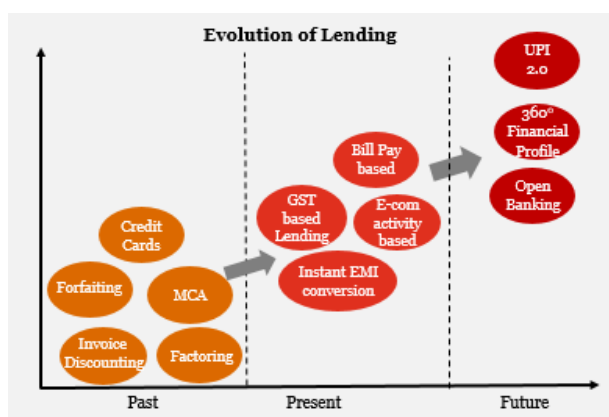 Evolution of Lending
UPI
2.0
360°
Financial
Profile
Open
Banking
Bill Pay
based
GST
based
Lending
E-com
activity
based
Instant EMI
conversion
Credit
Cards
Forfaiting
MCA
Invoice
Discounting
Factoring
Past
Present
Future